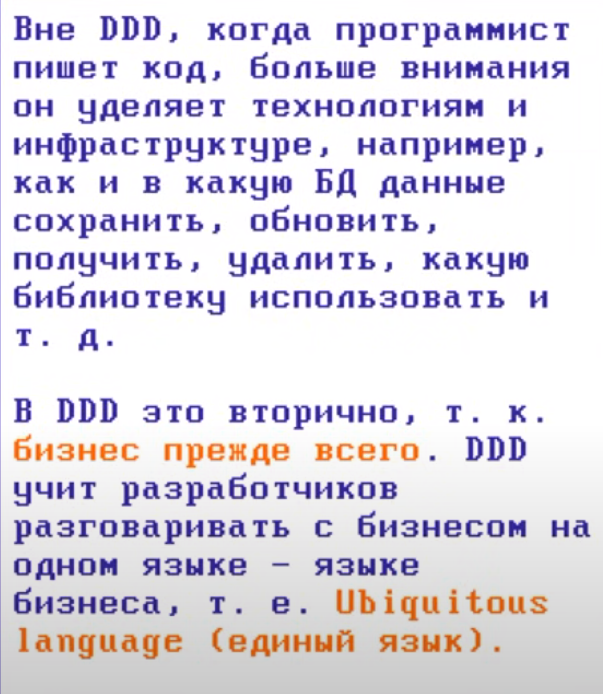 Вне DDD, когда программист
пишет код, больше внимания
он уделяет технологиям и
инфраструктуре, например,
как и в какую БД данные
сохранить, обновить,
получить, удалить, какую
библиотеку использовать и
т. д.
В DDD это вторично, т. к.
бизнес прежде всего. DDD
учит разработчиков
разговаривать с бизнесом на
одном языке – языке
бизнеса, т. е. Ubiquitous
language (единый язык).